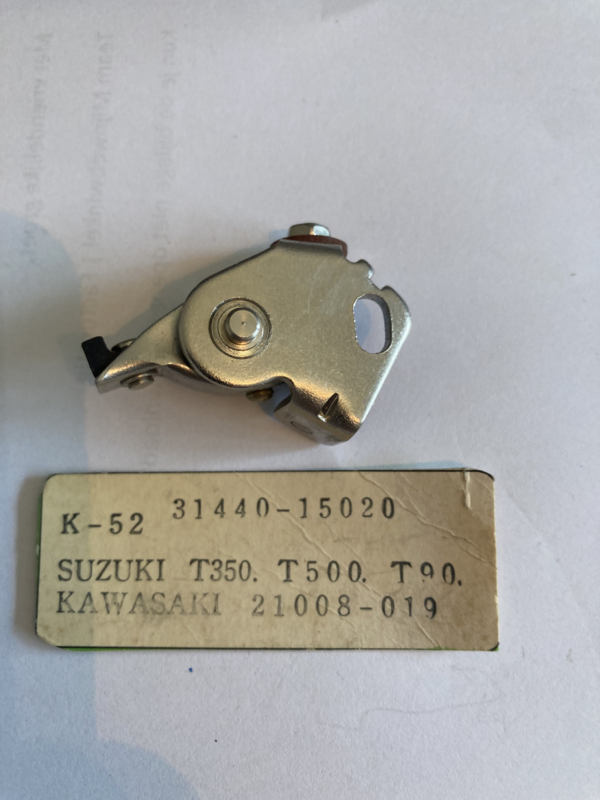 K-52 31440-15020
SUZUKI T350. T500. T90.
KAWASAKI 21008-019